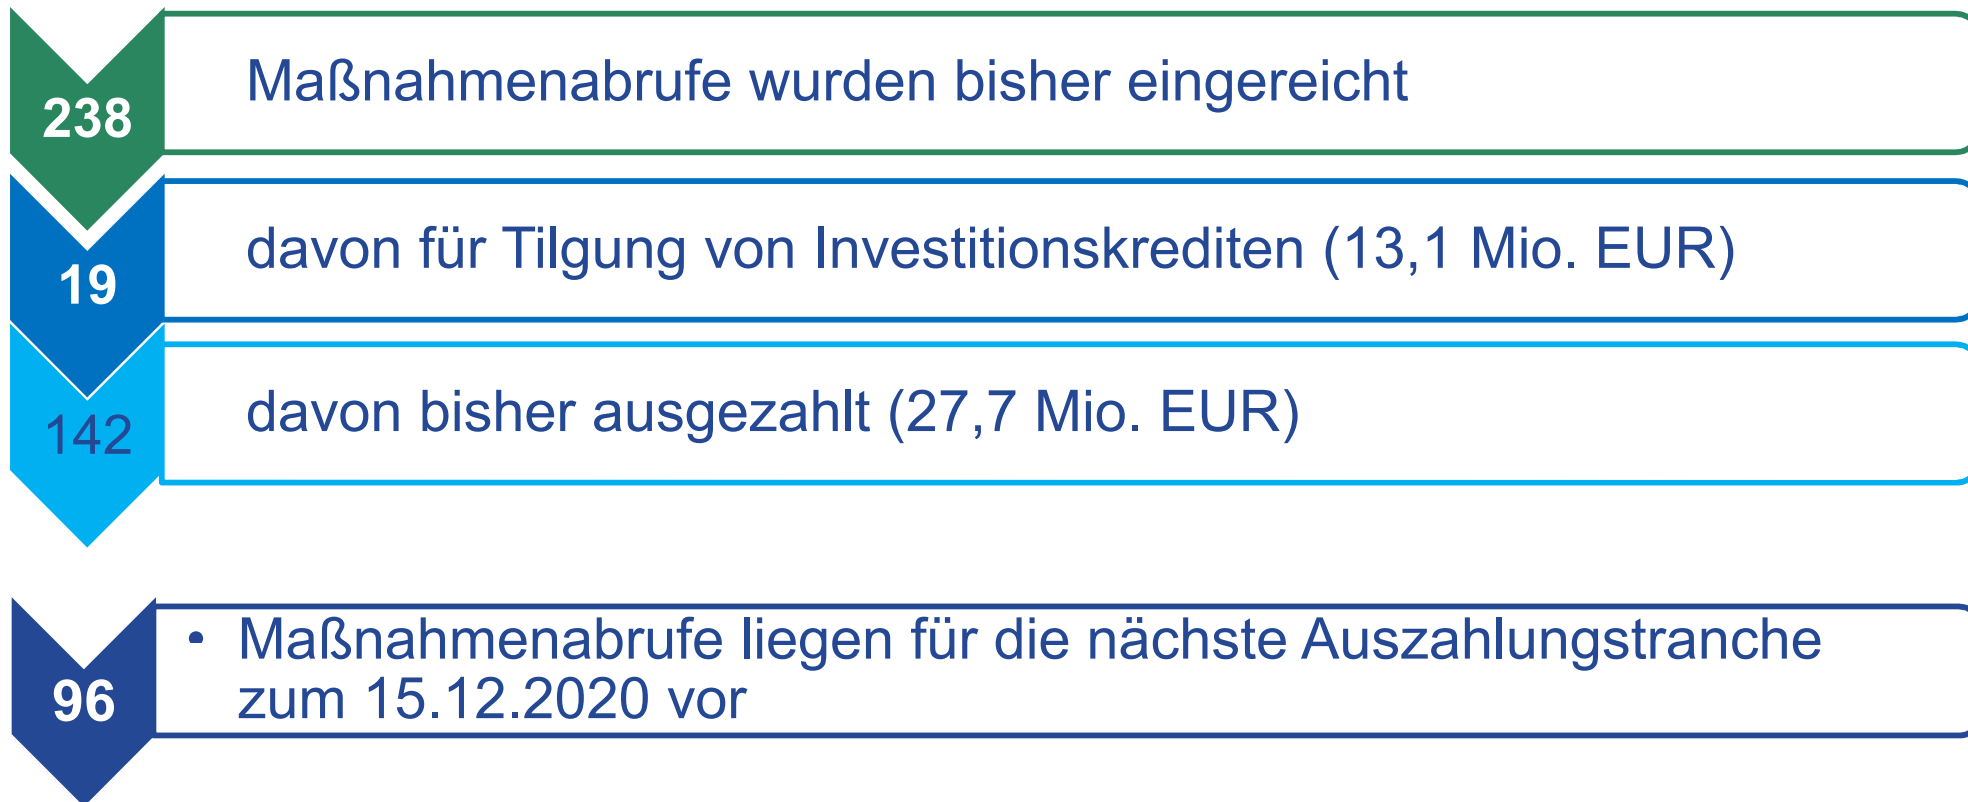 238
Maßnahmenabrufe wurden bisher eingereicht
19
davon für Tilgung von Investitionskrediten (13,1 Mio. EUR)
142
davon bisher ausgezahlt (27,7 Mio. EUR)
96
• Maßnahmenabrufe liegen für die nächste Auszahlungstranche
zum 15.12.2020 vor